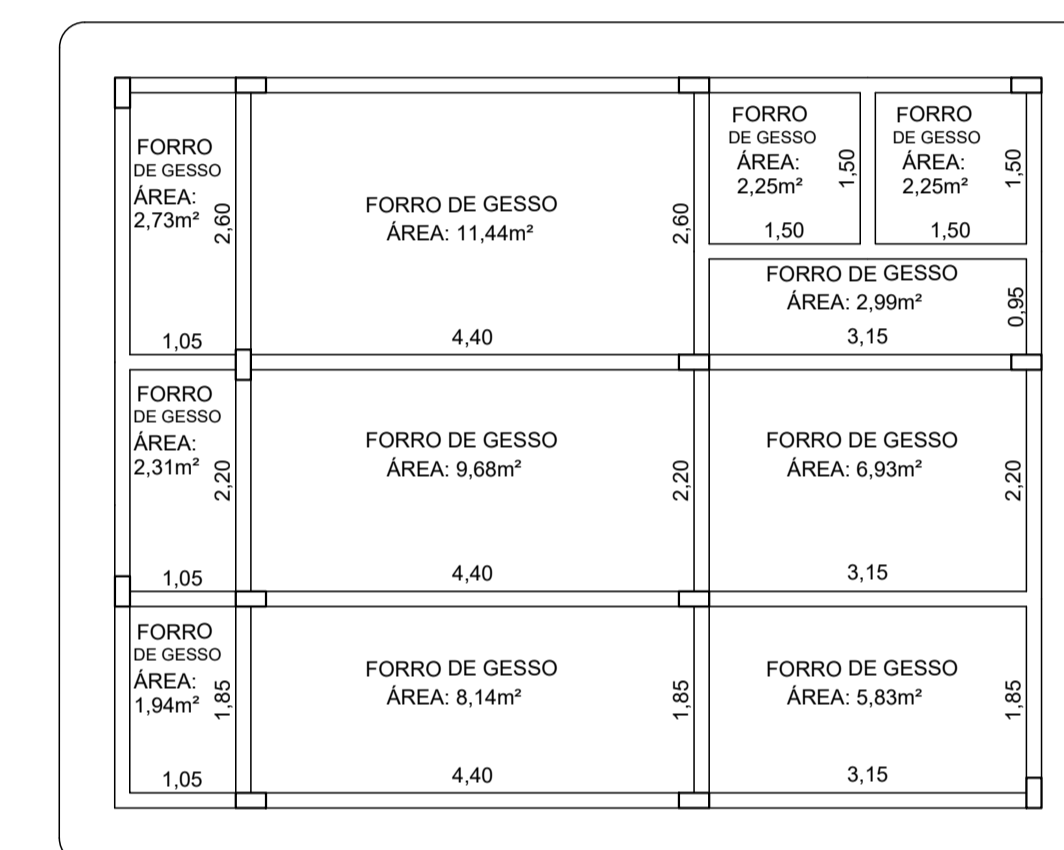 FORRO
DE GESSO
ÁREA:
2,73m²
2,60
1,05
FORRO DE GESSO
ÁREA: 11,44m²
2,60
4,40
FORRO
DE GESSO
ÁREA:
2,25m²
1,50
1,50
FORRO
DE GESSO
ÁREA:
2,25m²
1,50
1,50
FORRO DE GESSO
ÁREA: 2,99m²
0,95
3,15
FORRO
DE GESSO
ÁREA:
2,31m²
2,20
1,05
FORRO DE GESSO
ÁREA: 9,68m²
2,20
4,40
FORRO DE GESSO
ÁREA: 6,93m²
2,20
3,15
FORRO
DE GESSO
ÁREA:
1,94m²
1,85
1,05
FORRO DE GESSO
ÁREA: 8,14m²
1,85
4,40
FORRO DE GESSO
ÁREA: 5,83m²
1,85
3,15